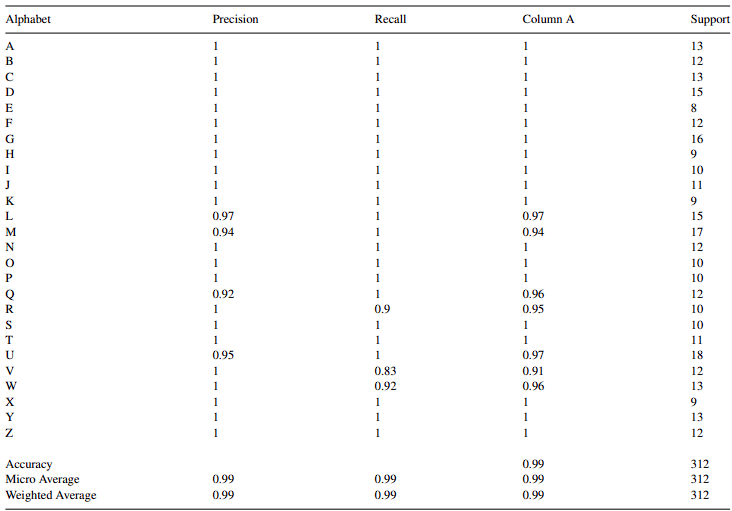 Alphabet Precision Recall Column A Support
A 1 1 1 13
B 1 1 1 12
C 1 1 1 13
D 1 1 1 15
E 1 1 1 8
F 1 1 1 12
G 1 1 1 16
H 1 1 1 9
I 1 1 1 10
J 1 1 1 11
K 1 1 1 9
L 0.97 1 0.97 15
M 0.94 1 0.94 17
N 1 1 1 12
O 1 1 1 10
P 1 1 1 10
Q 0.92 1 0.96 12
R 1 0.9 0.95 10
S 1 1 1 10
T 1 1 1 11
U 0.95 1 0.97 18
V 1 0.83 0.91 12
W 1 0.92 0.96 13
X 1 1 1 9
Y 1 1 1 13
Z 1 1 1 12
Accuracy 0.99 312
Micro Average 0.99 0.99 0.99 312
Weighted Average 0.99 0.99 0.99 312